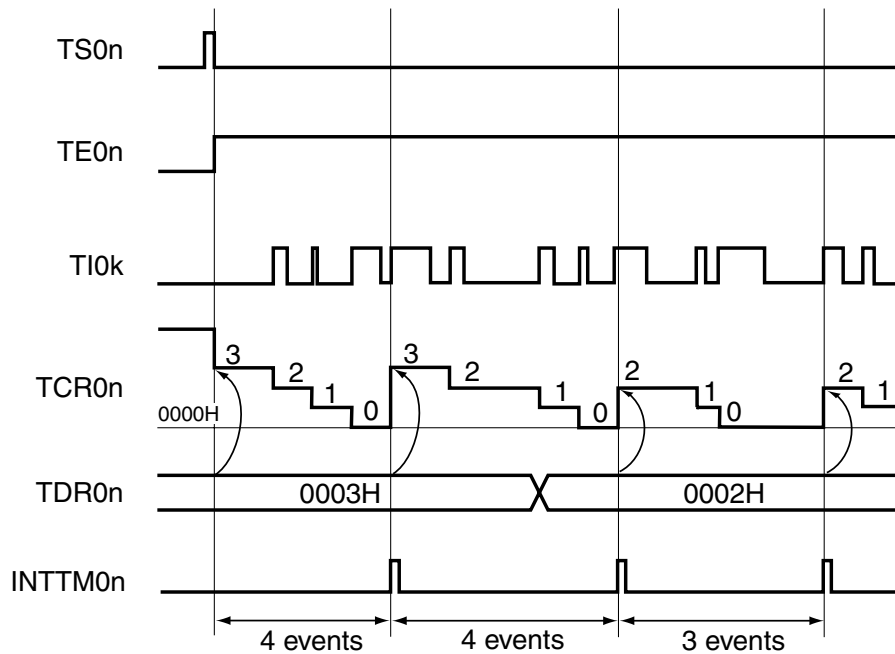 TS0n
TE0n
TI0k
TCR0n
3
2
1
0
3
2
1
0
2
1
0
2
1
0000H
TDR0n
0003H
0002H
INTTM0n
4 events
4 events
3 events